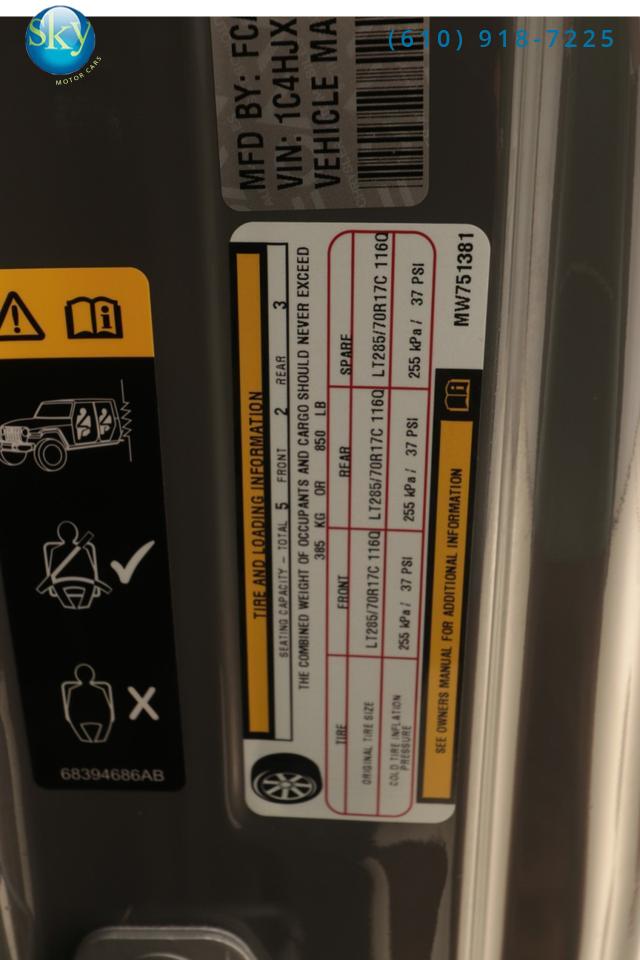 Sky
MOTOR CARS
(610) 918-7225
MFD BY: FCA
VIN: 1C4HJX
VEHICLE MA
TIRE AND LOADING INFORMATION
SEATING CAPACITY - TOTAL 5 FRONT 2 REAR 3
THE COMBINED WEIGHT OF OCCUPANTS AND CARGO SHOULD NEVER EXCEED
385 KG OR 850 LB
TIRE FRONT REAR SPARE
ORIGINAL TIRE SIZE LT285/70R17C 116Q LT285/70R17C 116Q LT285/70R17C 116Q
COLD TIRE INFLATION PRESSURE 255 kPa / 37 PSI 255 kPa / 37 PSI 255 kPa / 37 PSI
SEE OWNERS MANUAL FOR ADDITIONAL INFORMATION
MW751381
68394686AB